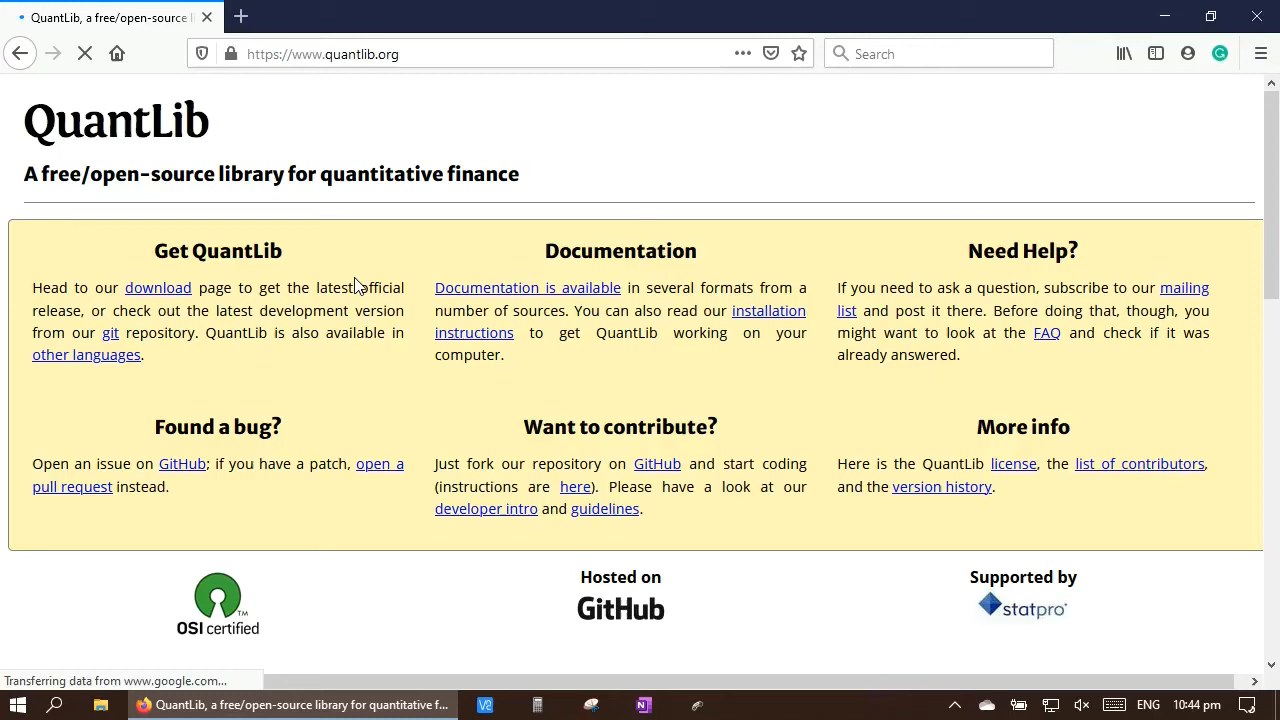 QuantLib, a free/open-source li
https://www.quantlib.org
Search
QuantLib
A free/open-source library for quantitative finance
Get QuantLib
Head to our download page to get the latest official
release, or check out the latest development version
from our git repository. QuantLib is also available in
other languages.
Documentation
Documentation is available in several formats from a
number of sources. You can also read our installation
instructions to get QuantLib working on your
computer.
Need Help?
If you need to ask a question, subscribe to our mailing
list and post it there. Before doing that, though, you
might want to look at the FAQ and check if it was
already answered.
Found a bug?
Open an issue on GitHub; if you have a patch, open a
pull request instead.
Want to contribute?
Just fork our repository on GitHub and start coding
(instructions are here). Please have a look at our
developer intro and guidelines.
More info
Here is the QuantLib license, the list of contributors,
and the version history.
OSI certified TM
Hosted on
GitHub
Supported by
statpro
Transferring data from www.google.com...
QuantLib, a free/open-source library for quantitative f...
V2
N
ENG
10:44 pm